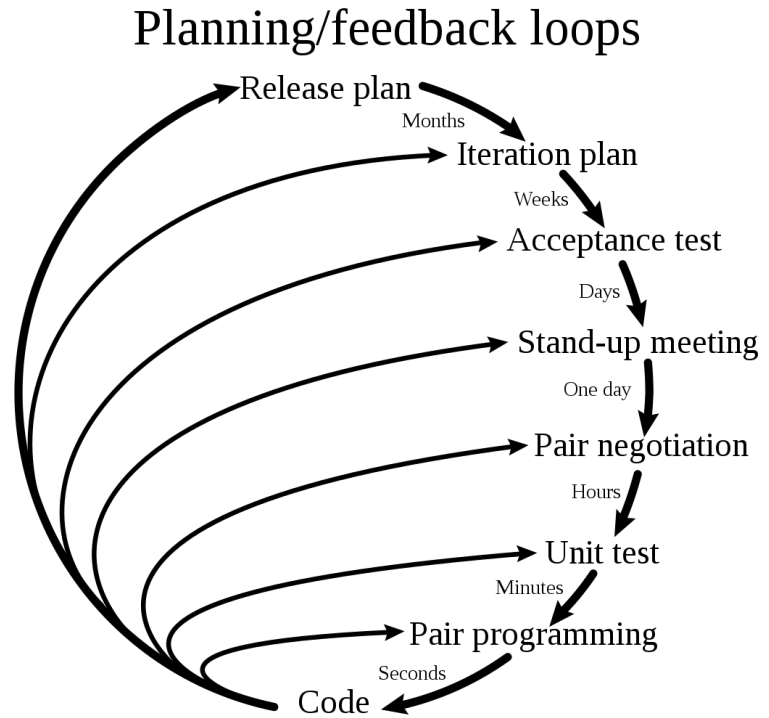 Planning/feedback loops
Release plan
Months
Iteration plan
Weeks
Acceptance test
Days
Stand-up meeting
One day
Pair negotiation
Hours
Unit test
Minutes
Pair programming
Seconds
Code